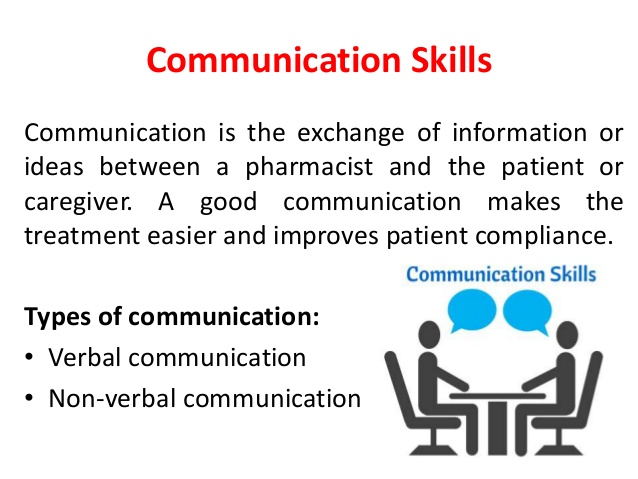 Communication Skills
Communication is the exchange of information or
ideas between a pharmacist and the patient or
caregiver. A good communication makes the
treatment easier and improves patient compliance.
Communication Skills
Types of communication:
• Verbal communication
• Non-verbal communication